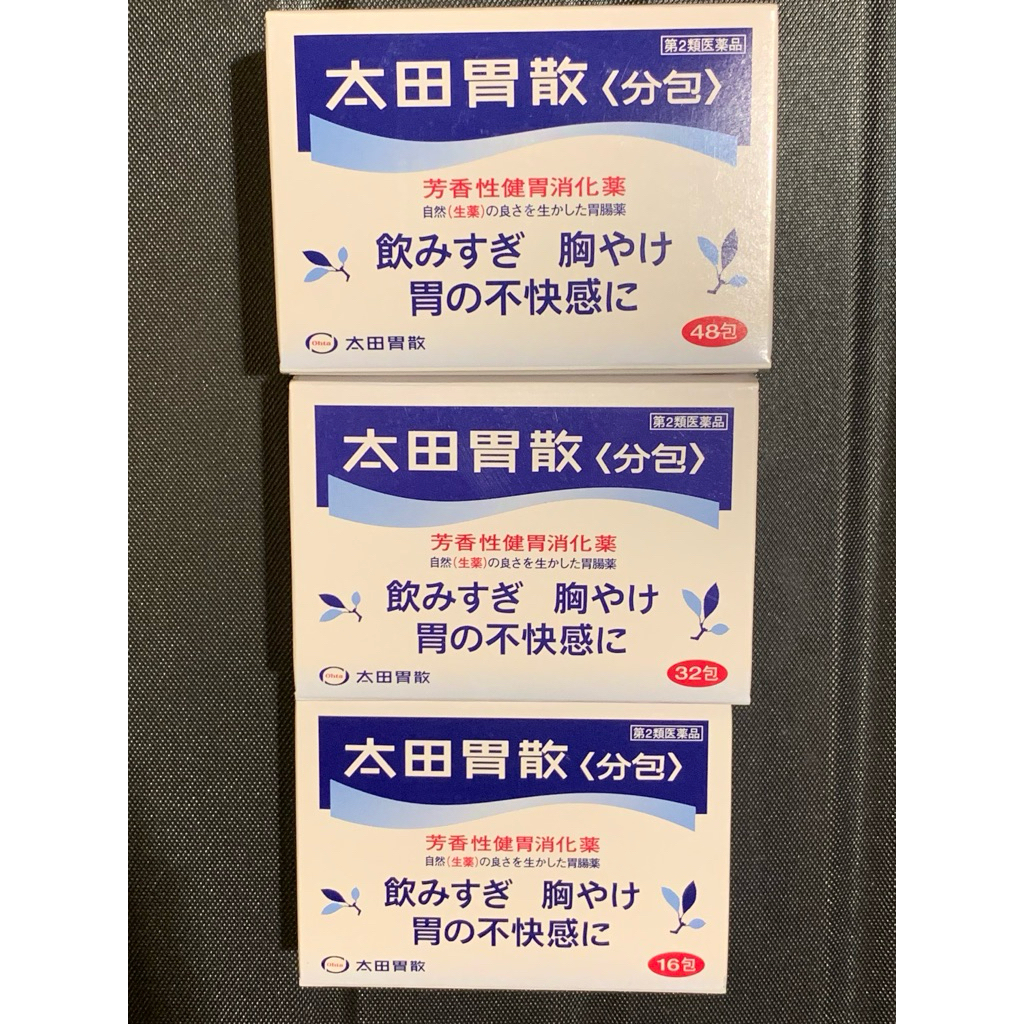 第2類医薬品
太田胃散〈分包〉
芳香性健胃消化薬
自然(生薬)の良さを生かした胃腸薬
飲みすぎ 胸やけ
胃の不快感に
48包
Ohta 太田胃散
第2類医薬品
太田胃散〈分包〉
芳香性健胃消化薬
自然(生薬)の良さを生かした胃腸薬
飲みすぎ 胸やけ
胃の不快感に
32包
Ohta 太田胃散
第2類医薬品
太田胃散〈分包〉
芳香性健胃消化薬
自然(生薬)の良さを生かした胃腸薬
飲みすぎ 胸やけ
胃の不快感に
16包
Ohta 太田胃散